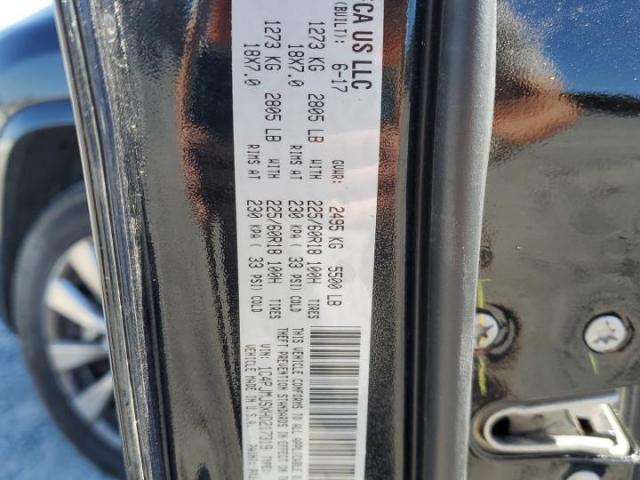 FCA US LLC
(BUILT): 6-17 GVWR: 2495 KG 5500 LB
1273 KG 2805 LB WITH 225/60R18 100H TIRES
18X7.0 RIMS AT 230 KPA ( 33 PSI) COLD
1273 KG 2805 LB WITH 225/60R18 100H TIRES
18X7.0 RIMS AT 230 KPA ( 33 PSI) COLD
THIS VEHICLE CONFORMS TO ALL APPLICABLE
THEFT PREVENTION STANDARDS IN EFFECT ON
VIN: 1C4PJMJSXHD217319
MADE IN U.S.A.